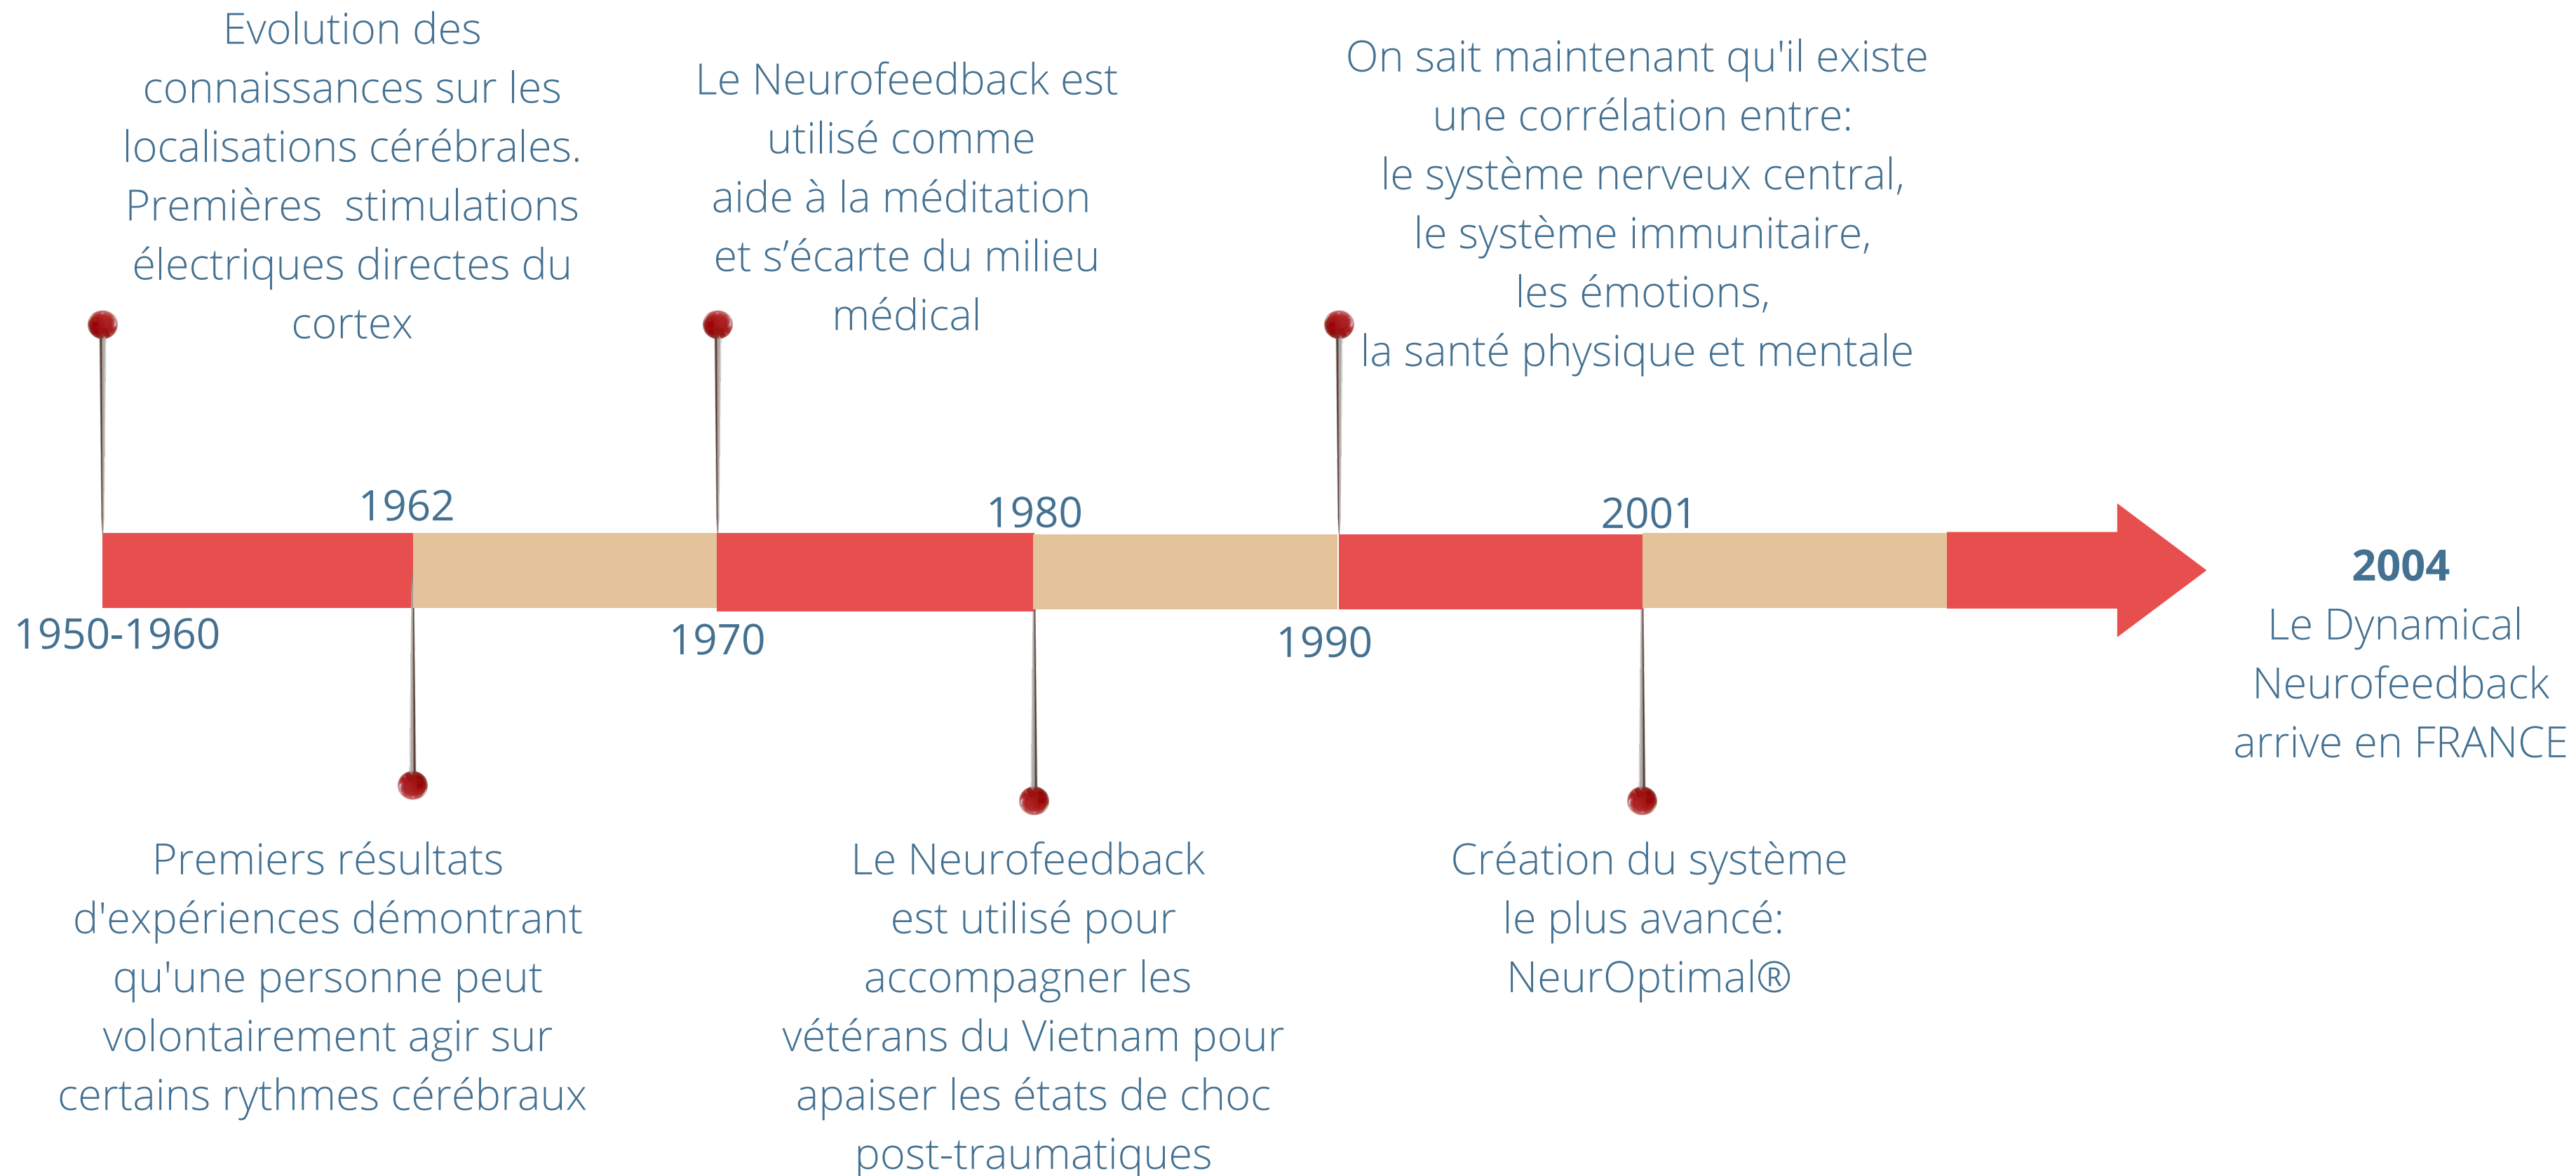 Evolution des
connaissances sur les
localisations cérébrales.
Premières  stimulations
électriques directes du
cortex
1950-1960
1962
Premiers résultats
d'expériences démontrant
qu'une personne peut
volontairement agir sur
certains rythmes cérébraux
Le Neurofeedback est
utilisé comme
aide à la méditation
et s’écarte du milieu
médical
1970
1980
Le Neurofeedback
est utilisé pour
accompagner les
vétérans du Vietnam pour
apaiser les états de choc
post-traumatiques
On sait maintenant qu'il existe
une corrélation entre:
le système nerveux central,
le système immunitaire,
les émotions,
la santé physique et mentale
1990
2001
Création du système
le plus avancé:
NeurOptimal®
2004
Le Dynamical
Neurofeedback
arrive en FRANCE